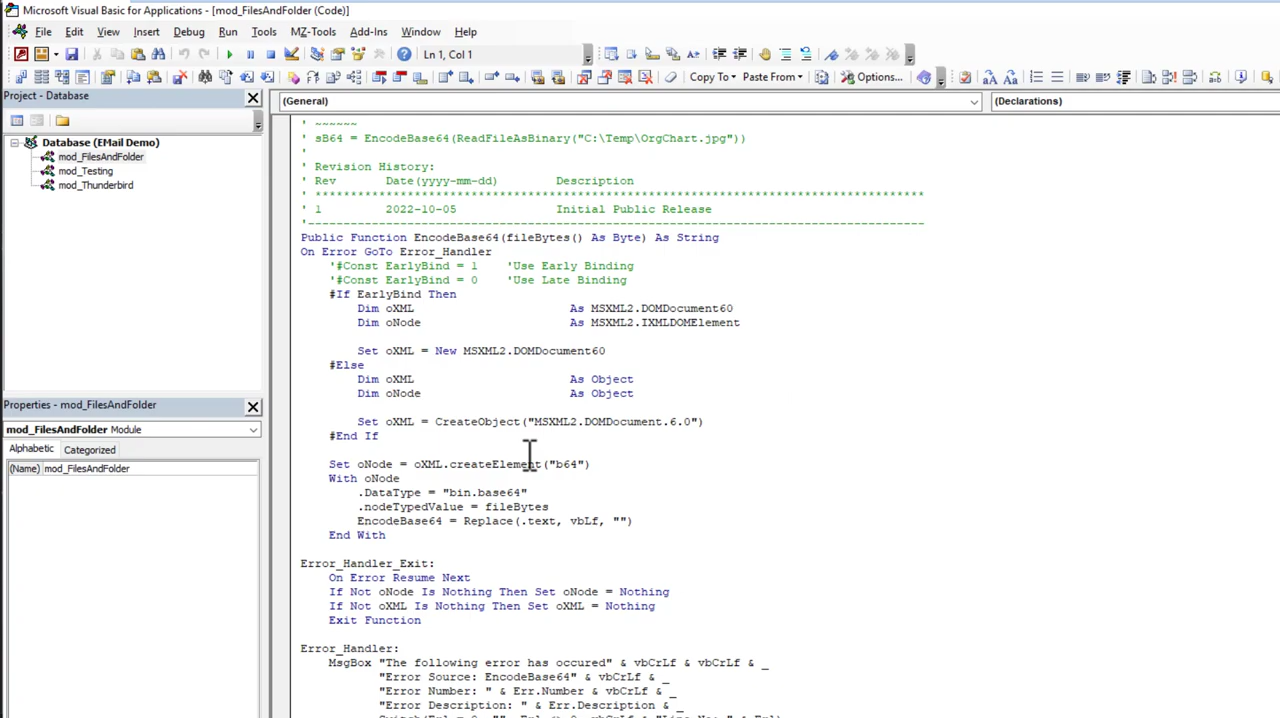 Microsoft Visual Basic for Applications - [mod_FilesAndFolder (Code)]
File Edit View Insert Debug Run Tools MZ-Tools Add-Ins Window Help
Ln 1, Col 1
Copy To Paste From Options...
Project - Database
(General) (Declarations)
Database (EMail Demo)
mod_FilesAndFolder
mod_Testing
mod_Thunderbird
Properties - mod_FilesAndFolder
mod_FilesAndFolder Module
Alphabetic Categorized
(Name) mod_FilesAndFolder
' ~~~~~~
' sB64 = EncodeBase64(ReadFileAsBinary("C:\Temp\OrgChart.jpg"))
'
' Revision History:
' Rev Date(yyyy-mm-dd) Description
' **************************************************************************************
' 1 2022-10-05 Initial Public Release
'---------------------------------------------------------------------------------------
Public Function EncodeBase64(fileBytes() As Byte) As String
On Error GoTo Error_Handler
'#Const EarlyBind = 1 'Use Early Binding
'#Const EarlyBind = 0 'Use Late Binding
#If EarlyBind Then
Dim oXML As MSXML2.DOMDocument60
Dim oNode As MSXML2.IXMLDOMElement
Set oXML = New MSXML2.DOMDocument60
#Else
Dim oXML As Object
Dim oNode As Object
Set oXML = CreateObject("MSXML2.DOMDocument.6.0")
#End If
Set oNode = oXML.createElement("b64")
With oNode
.DataType = "bin.base64"
.nodeTypedValue = fileBytes
EncodeBase64 = Replace(.text, vbLf, "")
End With
Error_Handler_Exit:
On Error Resume Next
If Not oNode Is Nothing Then Set oNode = Nothing
If Not oXML Is Nothing Then Set oXML = Nothing
Exit Function
Error_Handler:
MsgBox "The following error has occured" & vbCrLf & vbCrLf & _
"Error Source: EncodeBase64" & vbCrLf & _
"Error Number: " & Err.Number & vbCrLf & _
"Error Description: " & Err.Description & _